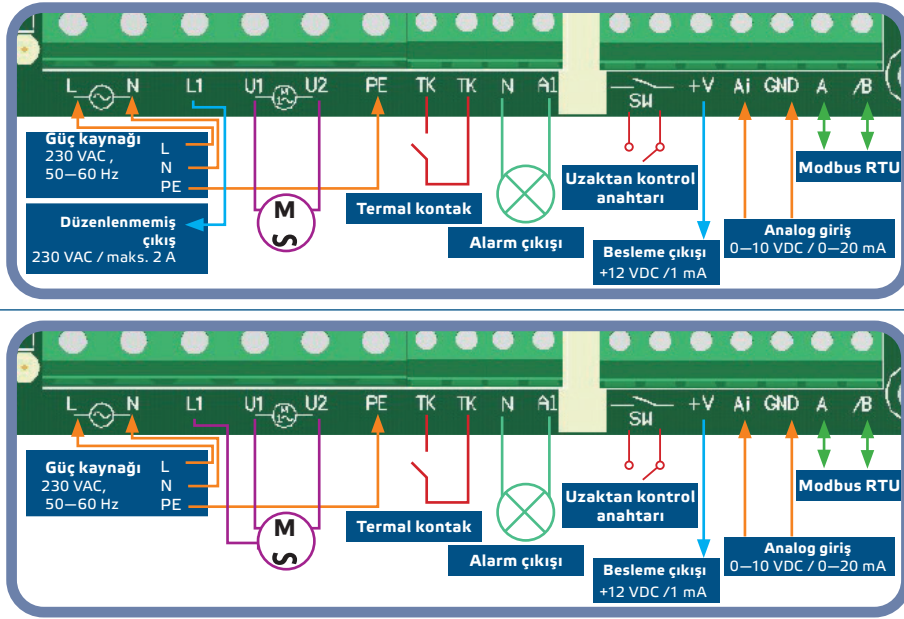 L N L1 U1 M 1~ U2 PE TK TK N A1 SW +V Ai GND A /B
Güç kaynağı
230 VAC ,
50—60 Hz
L
N
PE
Düzenlenmemiş
çıkış
230 VAC / maks. 2 A
M
Termal kontak
Alarm çıkışı
Uzaktan kontrol
anahtarı
Besleme çıkışı
+12 VDC /1 mA
Analog giriş
0—10 VDC / 0—20 mA
Modbus RTU
L N L1 U1 M 1~ U2 PE TK TK N A1 SW +V Ai GND A /B
Güç kaynağı
230 VAC,
50—60 Hz
L
N
PE
M
Termal kontak
Alarm çıkışı
Uzaktan kontrol
anahtarı
Besleme çıkışı
+12 VDC /1 mA
Analog giriş
0—10 VDC / 0—20 mA
Modbus RTU